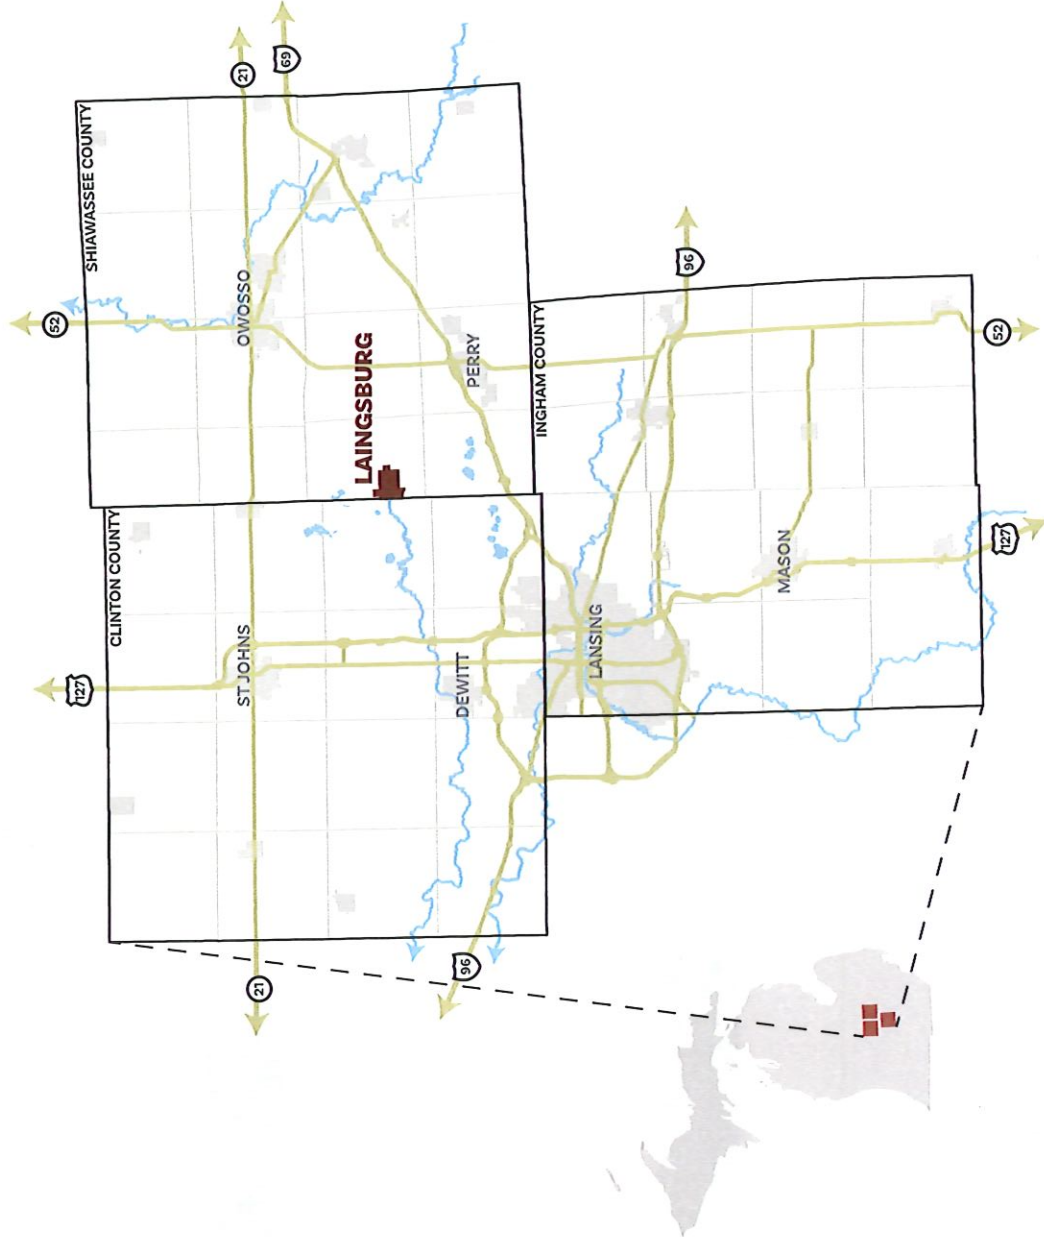 127
52
SHIAWASSEE COUNTY
CLINTON COUNTY
21
ST JOHNS
OWOSSO
21
69
LAINGSBURG
96
DEWITT
PERRY
INGHAM COUNTY
LANSING
96
MASON
127
52